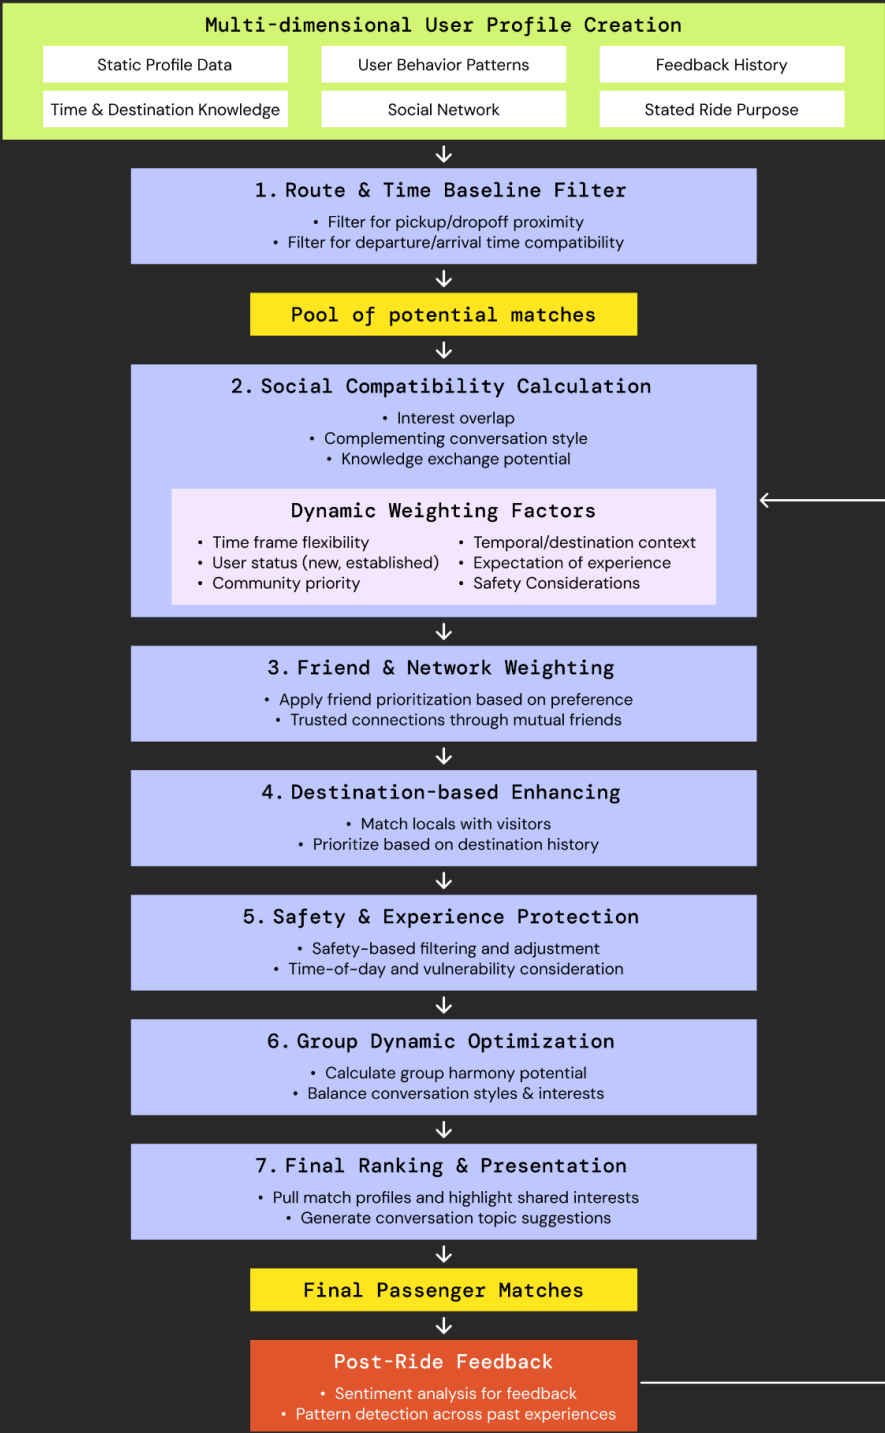 Multi-dimensional User Profile Creation
Static Profile Data
User Behavior Patterns
Feedback History
Time & Destination Knowledge
Social Network
Stated Ride Purpose
1. Route & Time Baseline Filter
• Filter for pickup/dropoff proximity
• Filter for departure/arrival time compatibility
Pool of potential matches
2. Social Compatibility Calculation
• Interest overlap
• Complementing conversation style
• Knowledge exchange potential
Dynamic Weighting Factors
• Time frame flexibility
• User status (new, established)
• Community priority
• Temporal/destination context
• Expectation of experience
• Safety Considerations
3. Friend & Network Weighting
• Apply friend prioritization based on preference
• Trusted connections through mutual friends
4. Destination-based Enhancing
• Match locals with visitors
• Prioritize based on destination history
5. Safety & Experience Protection
• Safety-based filtering and adjustment
• Time-of-day and vulnerability consideration
6. Group Dynamic Optimization
• Calculate group harmony potential
• Balance conversation styles & interests
7. Final Ranking & Presentation
• Pull match profiles and highlight shared interests
• Generate conversation topic suggestions
Final Passenger Matches
Post-Ride Feedback
• Sentiment analysis for feedback
• Pattern detection across past experiences